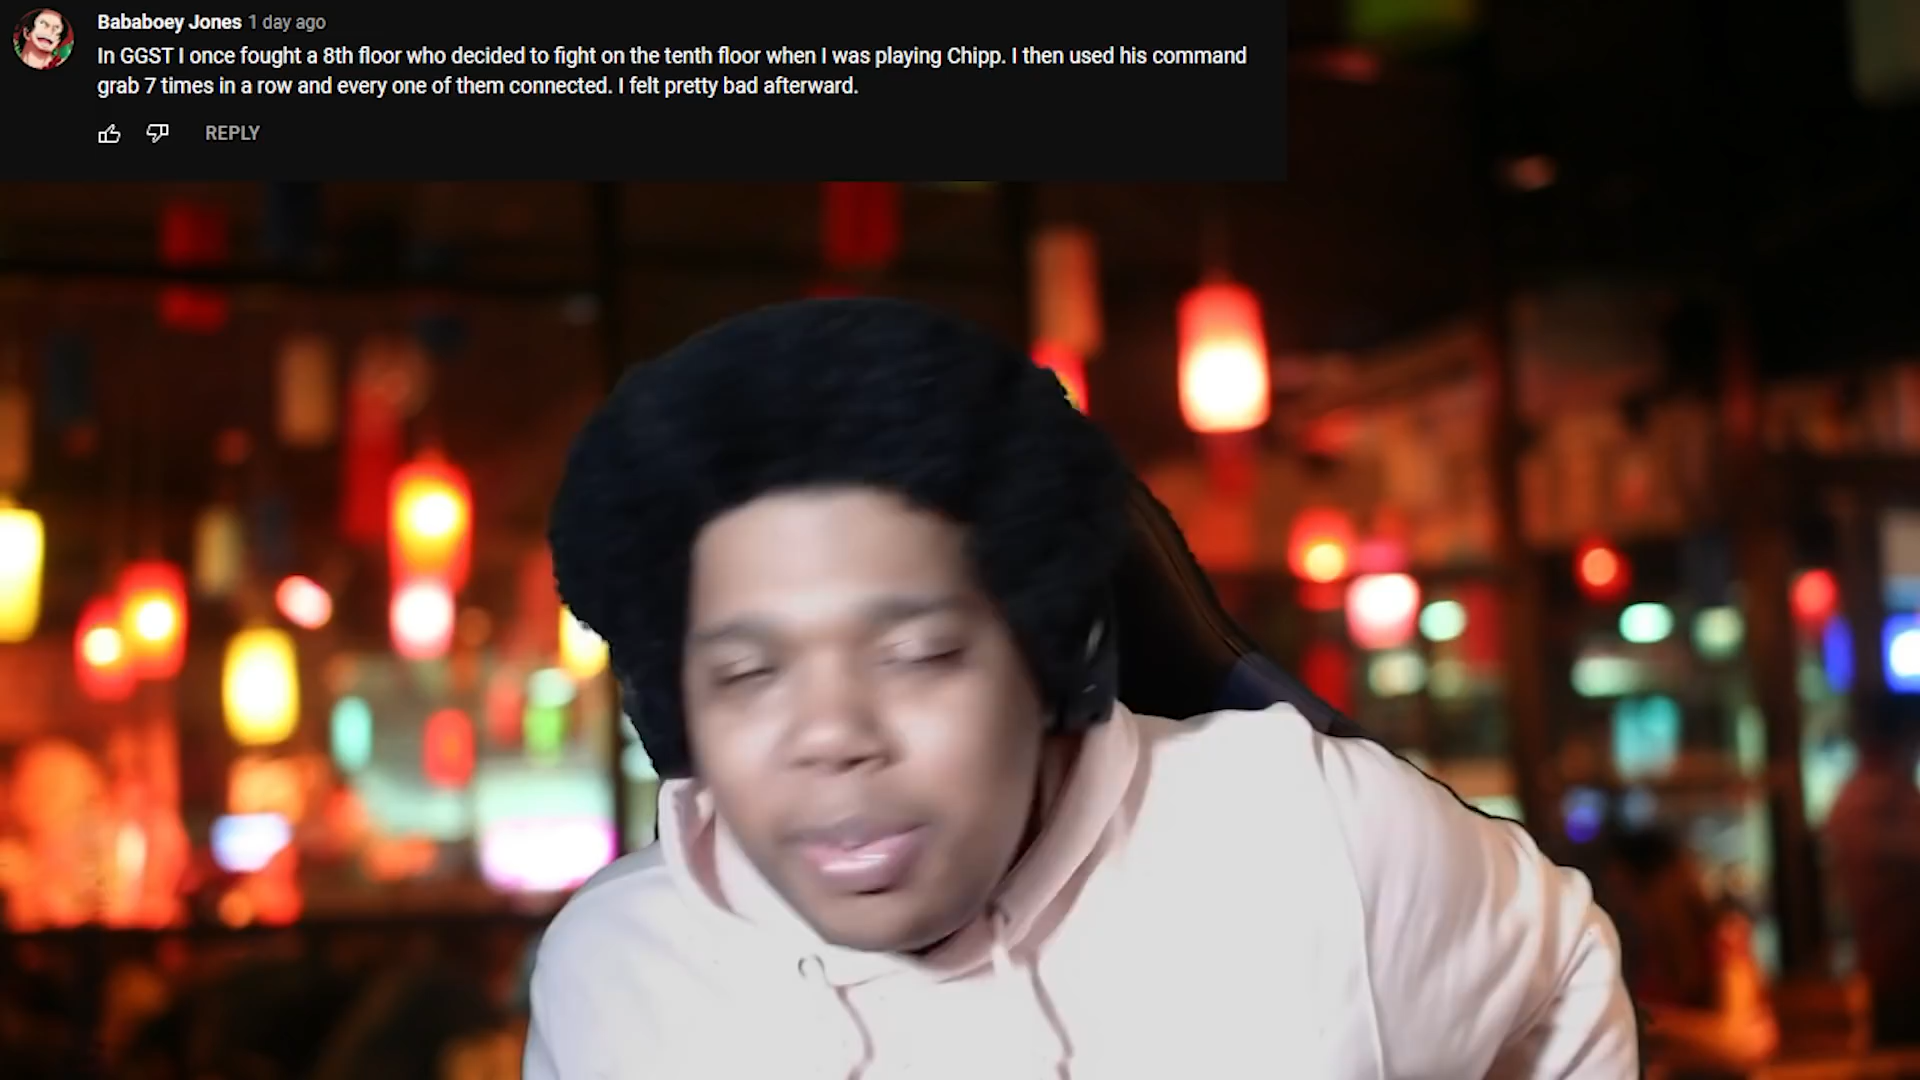 Bababoey Jones 1 day ago
In GGST I once fought a 8th floor who decided to fight on the tenth floor when I was playing Chipp. I then used his command
grab 7 times in a row and every one of them connected. I felt pretty bad afterward.
REPLY